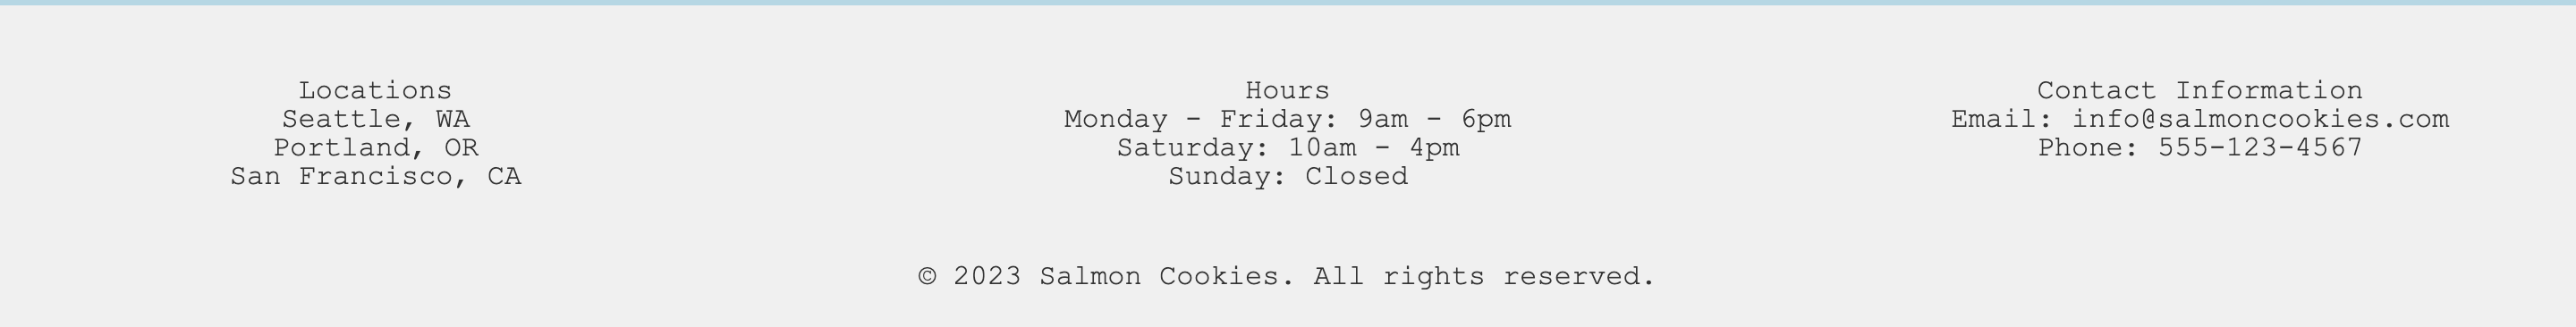 Locations
Seattle, WA
Portland, OR
San Francisco, CA
Hours
Monday - Friday: 9am - 6pm
Saturday: 10am - 4pm
Sunday: Closed
Contact Information
Email: info@salmoncookies.com
Phone: 555-123-4567
© 2023 Salmon Cookies. All rights reserved.